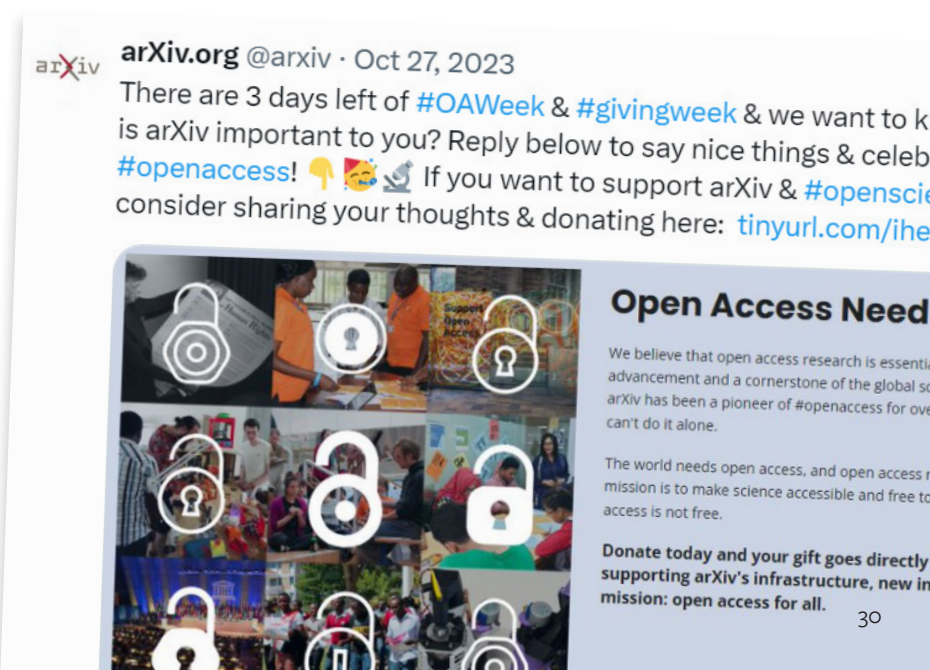 arXiv
arXiv.org @arxiv · Oct 27, 2023
There are 3 days left of #OAWeek & #givingweek & we want to k
is arXiv important to you? Reply below to say nice things & celeb
#openaccess! 👇🥳🔬 If you want to support arXiv & #openscie
consider sharing your thoughts & donating here: tinyurl.com/ihe
Support
Open
Access
Open Access Need
We believe that open access research is essentia
advancement and a cornerstone of the global sc
arXiv has been a pioneer of #openaccess for ove
can't do it alone.
The world needs open access, and open access n
mission is to make science accessible and free to
access is not free.
Donate today and your gift goes directly
supporting arXiv's infrastructure, new in
mission: open access for all.
30